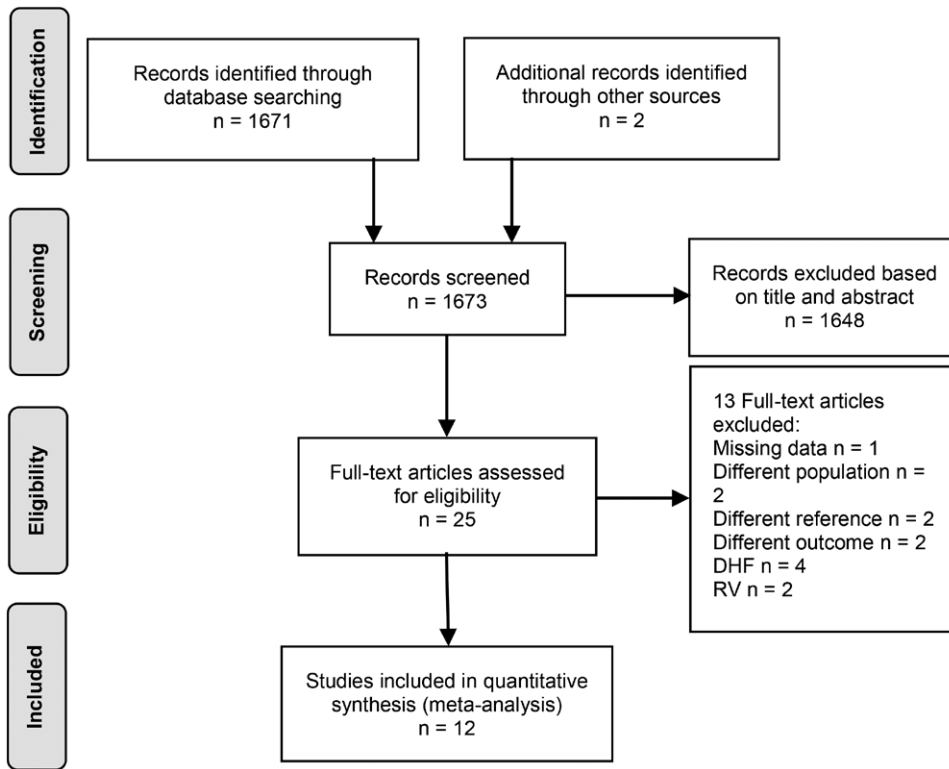 Identification
Records identified through
database searching
n = 1671
Additional records identified
through other sources
n = 2
Screening
Records screened
n = 1673
Records excluded based
on title and abstract
n = 1648
Eligibility
Full-text articles assessed
for eligibility
n = 25
13 Full-text articles
excluded:
Missing data n = 1
Different population n =
2
Different reference n = 2
Different outcome n = 2
DHF n = 4
RV n = 2
Included
Studies included in quantitative
synthesis (meta-analysis)
n = 12